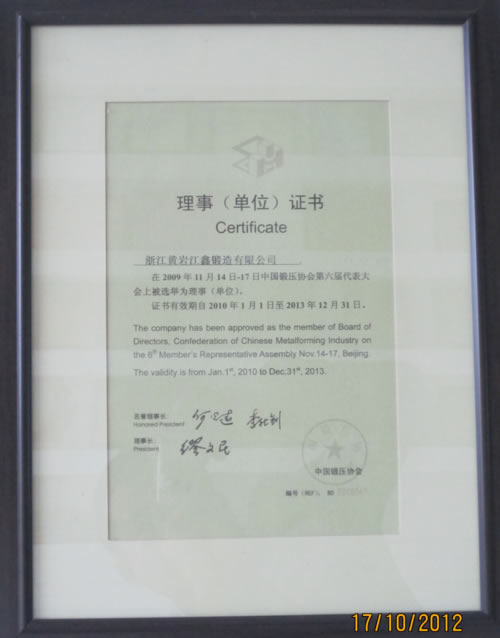 理事（单位）证书
Certificate
浙江黄岩江鑫锻造有限公司
在 2009 年 11 月 14 日-17 日中国锻压协会第六届代表大
会上被选举为理事（单位）。
证书有效期自 2010 年 1 月 1 日至 2013 年 12 月 31 日。
The company has been approved as the member of Board of
Directors, Confederation of Chinese Metalforming Industry on
the 6th Member's Representative Assembly Nov.14-17, Beijing.
The validity is from Jan.1st, 2010 to Dec.31st, 2013.
名誉理事长:
Honored President
理事长:
President
中国锻压协会
编号 (REF)、 NO
17/10/2012